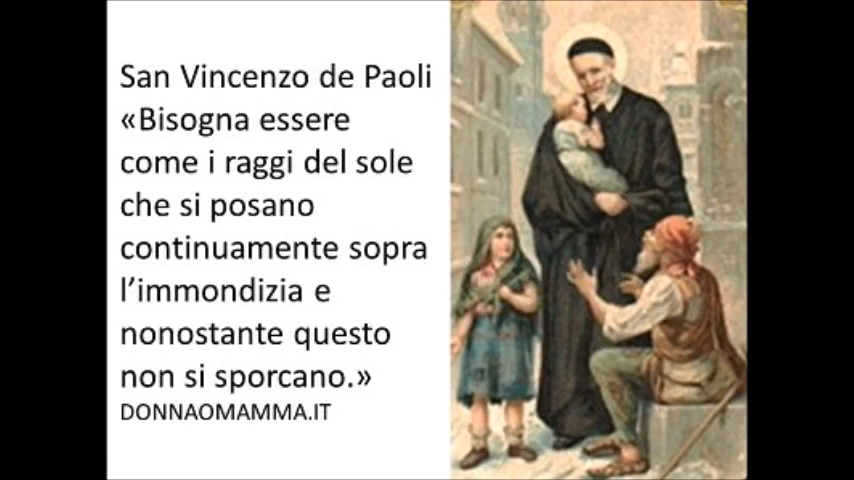 San Vincenzo de Paoli
«Bisogna essere
come i raggi del sole
che si posano
continuamente sopra
l’immondizia e
nonostante questo
non si sporcano.»
DONNAOMAMMA.IT